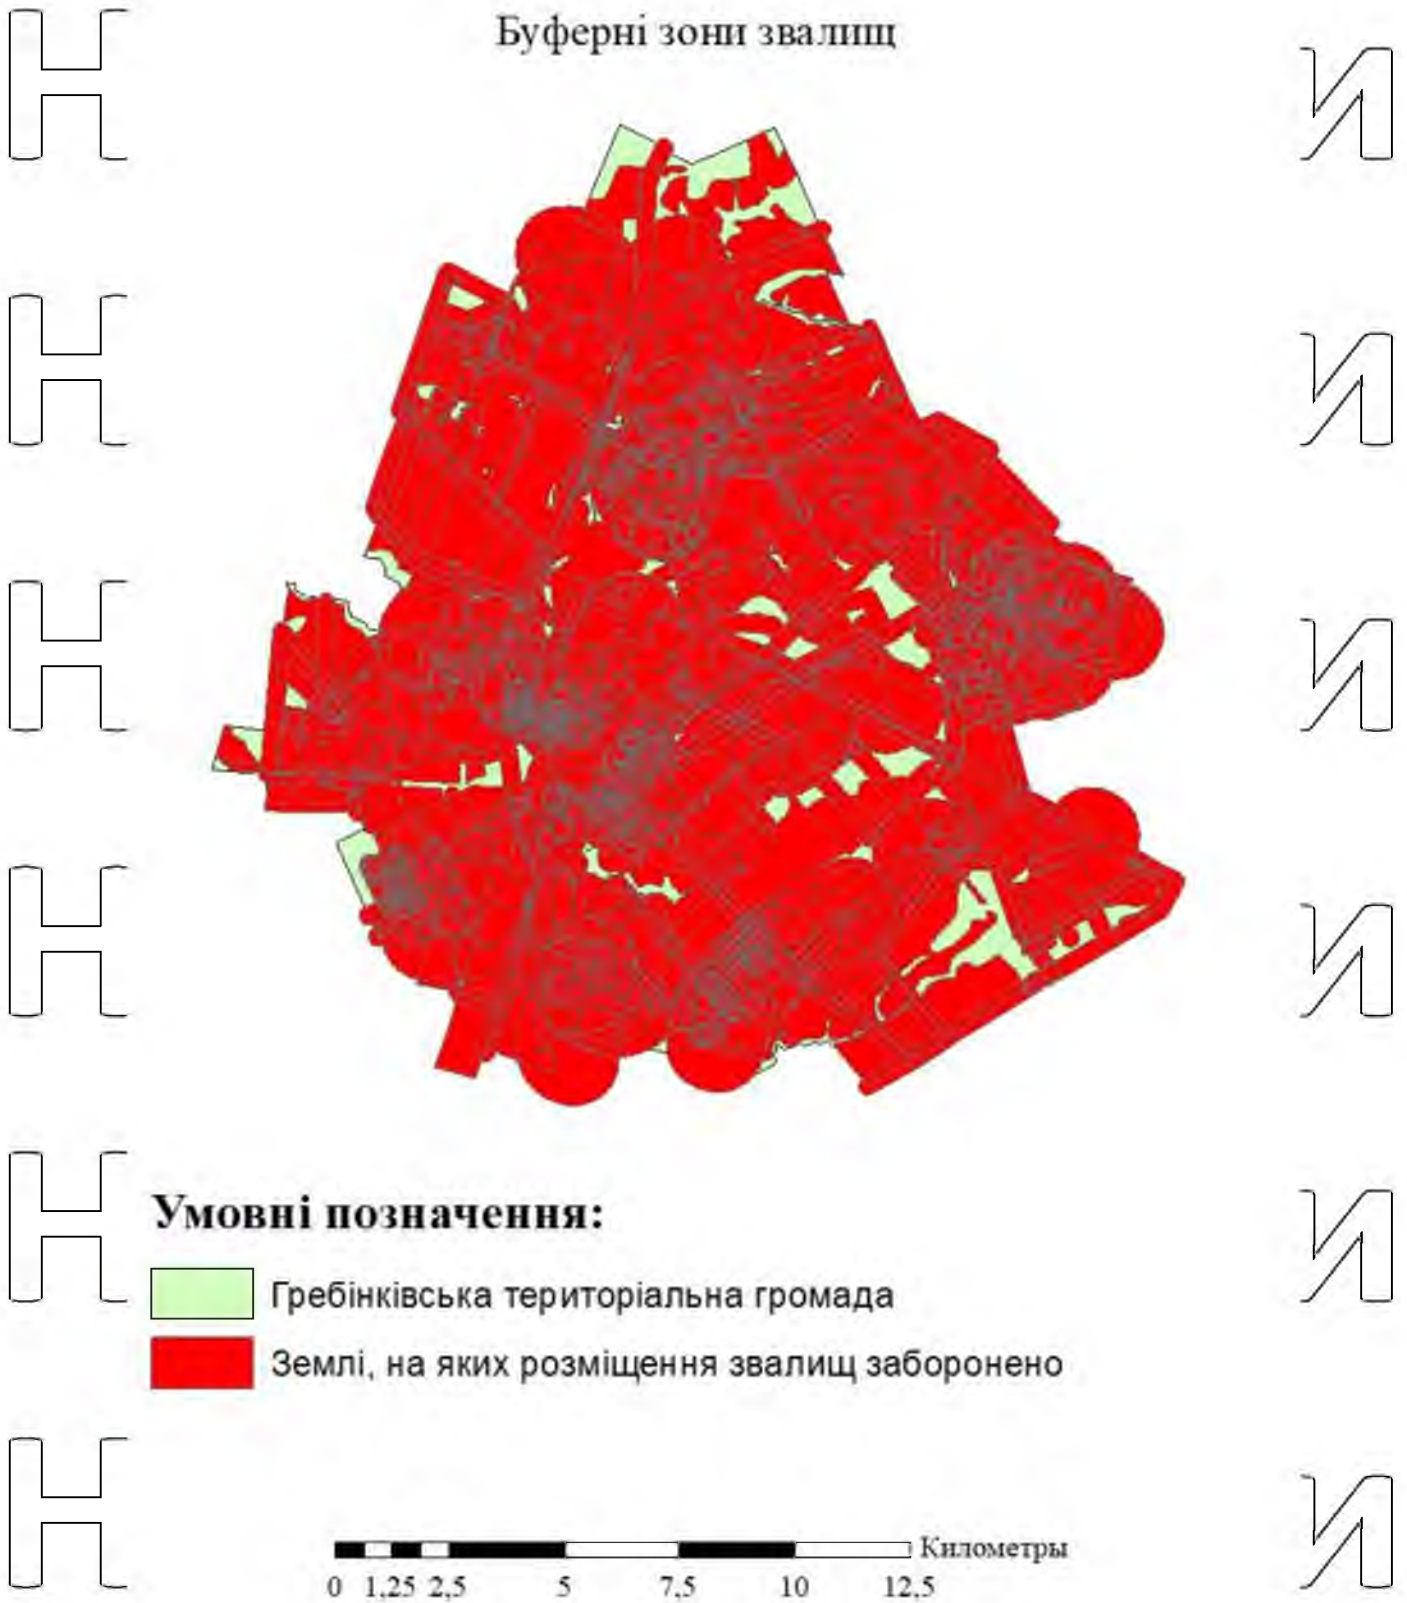 Буферні зони звалищ
Н И
Н И
Н И
Н И
Умовні позначення:
Н И
Гребінківська територіальна громада
Землі, на яких розміщення звалищ заборонено
Н И
Километры
0 1,25 2,5 5 7,5 10 12,5